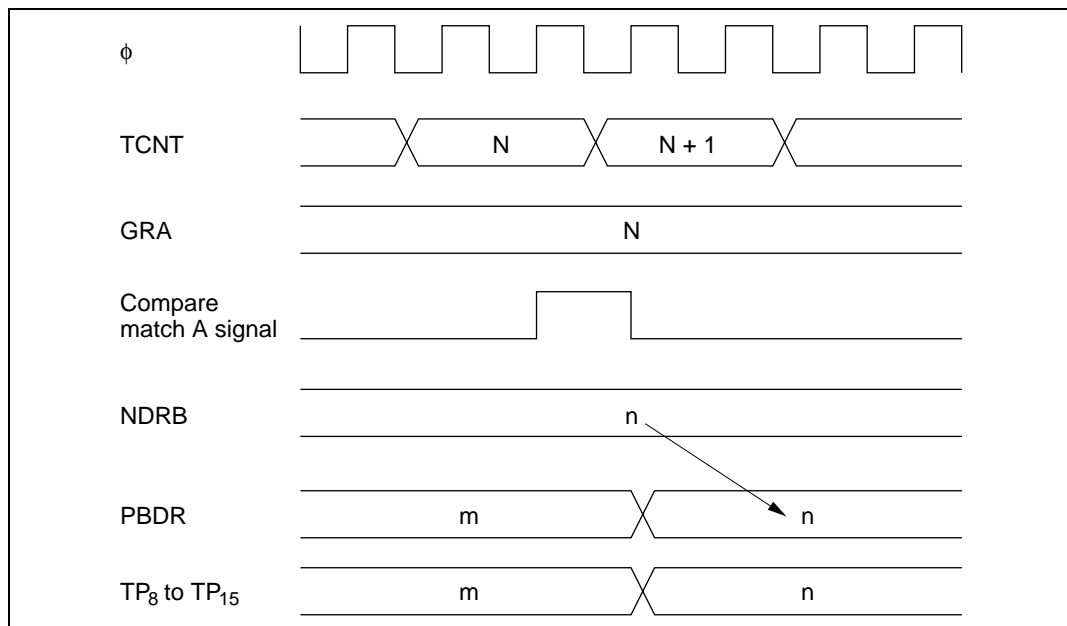 ϕ
TCNT
N
N + 1
GRA
N
Compare
match A signal
NDRB
n
PBDR
m
n
TP8 to TP15
m
n